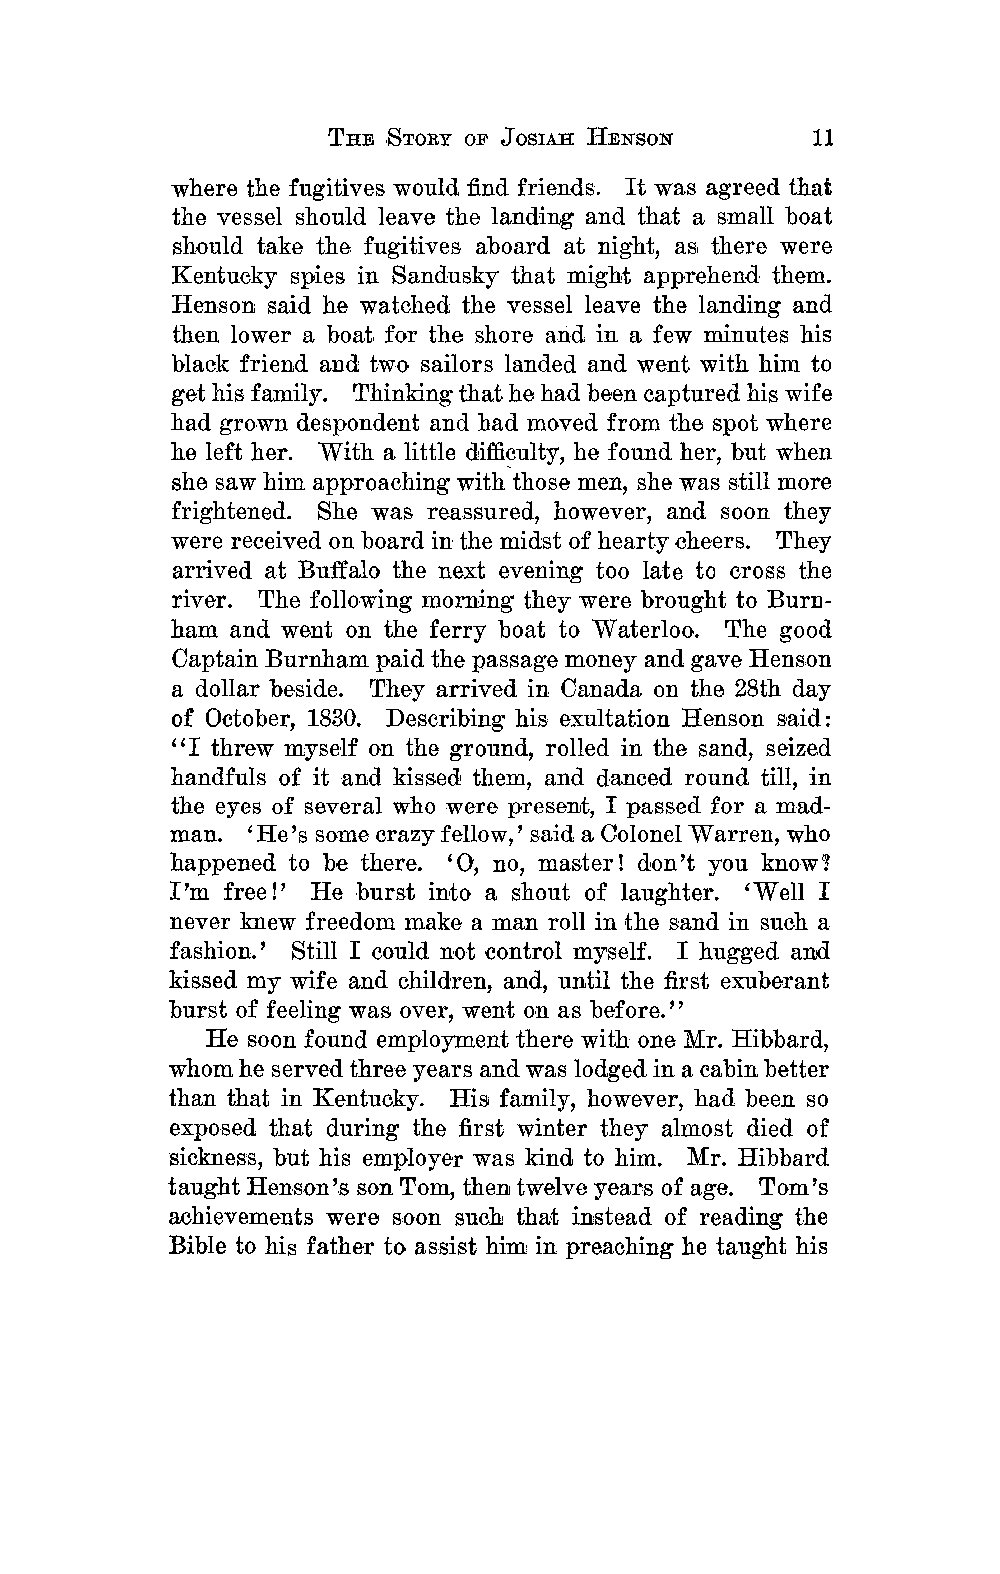 The Story of Josiah Henson 11
where the fugitives would find friends. It was agreed that
the vessel should leave the landing and that a small boat
should take the fugitives aboard at night, as there were
Kentucky spies in Sandusky that might apprehend them.
Henson said he watched the vessel leave the landing and
then lower a boat for the shore and in a few minutes his
black friend and two sailors landed and went with him to
get his family. Thinking that he had been captured his wife
had grown despondent and had moved from the spot where
he left her. With a little difficulty, he found her, but when
she saw him approaching with those men, she was still more
frightened. She was reassured, however, and soon they
were received on board in the midst of hearty cheers. They
arrived at Buffalo the next evening too late to cross the
river. The following morning they were brought to Burn-
ham and went on the ferry boat to Waterloo. The good
Captain Burnham paid the passage money and gave Henson
a dollar beside. They arrived in Canada on the 28th day
of October, 1830. Describing his exultation Henson said:
“I threw myself on the ground, rolled in the sand, seized
handfuls of it and kissed them, and danced round till, in
the eyes of several who were present, I passed for a mad-
man. ‘He’s some crazy fellow,’ said a Colonel Warren, who
happened to be there. ‘O, no, master! don’t you know?
I’m free!’ He burst into a shout of laughter. ‘Well I
never knew freedom make a man roll in the sand in such a
fashion.’ Still I could not control myself. I hugged and
kissed my wife and children, and, until the first exuberant
burst of feeling was over, went on as before.”
He soon found employment there with one Mr. Hibbard,
whom he served three years and was lodged in a cabin better
than that in Kentucky. His family, however, had been so
exposed that during the first winter they almost died of
sickness, but his employer was kind to him. Mr. Hibbard
taught Henson’s son Tom, then twelve years of age. Tom’s
achievements were soon such that instead of reading the
Bible to his father to assist him in preaching he taught his